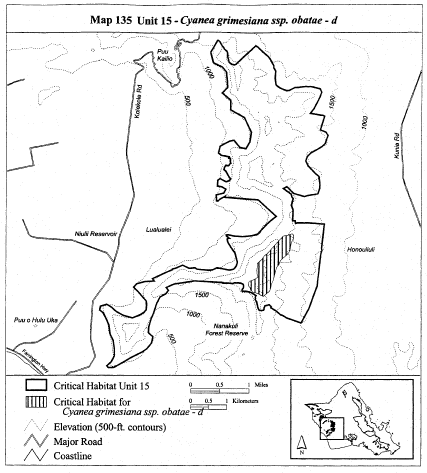 Map 135 Unit 15 - Cyanea grimesiana ssp. obatae - d
Puu
Kailio
Kolekole Rd
1000
500
1500
1000
Kunia Rd
Niulii Reservoir
Lualualei
Honouliuli
1500
1000
Nanakuli
Forest Reserve
500
Puu o Hulu Uka
Farrington Hwy
Critical Habitat Unit 15
Critical Habitat for
Cyanea grimesiana ssp. obatae - d
Elevation (500-ft. contours)
Major Road
Coastline
0 0.5 1 Miles
0 0.5 1 Kilometers
N